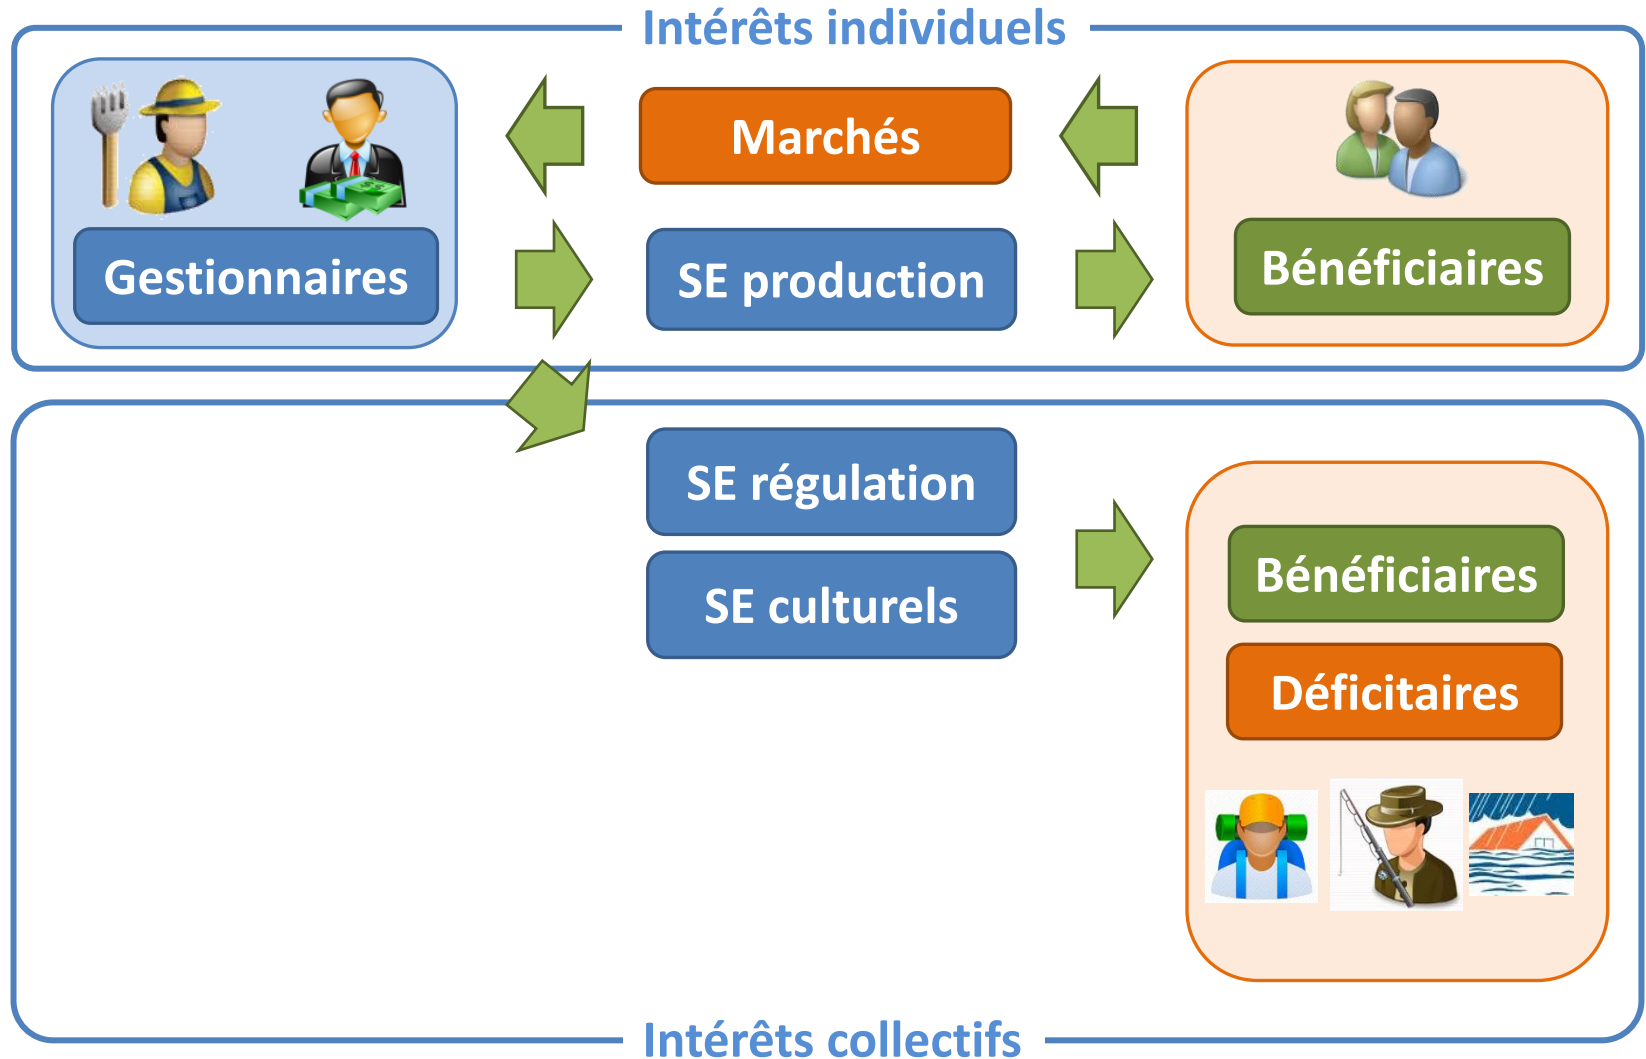 Intérêts individuels
Marchés
Gestionnaires
SE production
Bénéficiaires
SE régulation
SE culturels
Bénéficiaires
Déficitaires
Intérêts collectifs